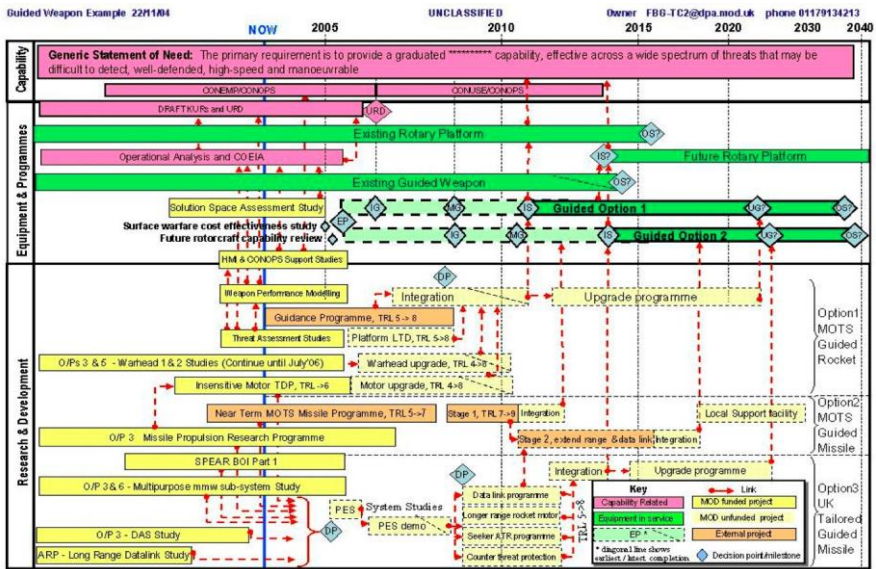 Guided Weapon Example 22/11/04
UNCLASSIFIED
Owner FBG-TC2@dpa.mod.uk phone 01179134213
NOW
2005
2010
2015
2020
2030
2040
Capability
Generic Statement of Need: The primary requirement is to provide a graduated ********** capability, effective across a wide spectrum of threats that may be
difficult to detect, well-defended, high-speed and manoeuvrable
CONEMP/CONOPS
CONUSE/CONOPS
Equipment & Programmes
DRAFT KURs and URD
URD
Existing Rotary Platform
OS?
Operational Analysis and COEIA
IS?
Future Rotary Platform
Existing Guided Weapon
OS?
Solution Space Assessment Study
IG
MG
IS
Guided Option 1
UG?
OS?
EP
Surface warfare cost effectiveness study
Future rotorcraft capability review
IG
MG
IS
Guided Option 2
UG?
OS?
Research & Development
HMI & CONOPS Support Studies
DP
Weapon Performance Modelling
Integration
Upgrade programme
Guidance Programme, TRL 5 -> 8
Threat Assessment Studies
Platform LTD, TRL 5->8
Option1
MOTS
Guided
Rocket
O/Ps 3 & 5 - Warhead 1 & 2 Studies (Continue until July'06)
Warhead upgrade, TRL 4->8
Insensitive Motor TDP, TRL ->6
Motor upgrade, TRL 4->8
Near Term MOTS Missile Programme, TRL 5->7
Stage 1, TRL 7->9
Integration
Local Support facility
Option2
MOTS
Guided
Missile
O/P 3 Missile Propulsion Research Programme
Stage 2, extend range & data link
Integration
SPEAR BOI Part 1
DP
Integration
Upgrade programme
O/P 3 & 6 - Multipurpose mmw sub-system Study
Data link programme
PES
System Studies
Longer range rocket motor
PES demo
DP
O/P 3 - DAS Study
Seeker ATR programme
ARP - Long Range Datalink Study
Counter threat protection
TRL 5->8
Option3
UK
Tailored
Guided
Missile
Key
Link
Capability Related
MOD funded project
Equipment in service
MOD unfunded project
EP *
External project
* diagonal line shows
earliest / latest completion
Decision point/milestone